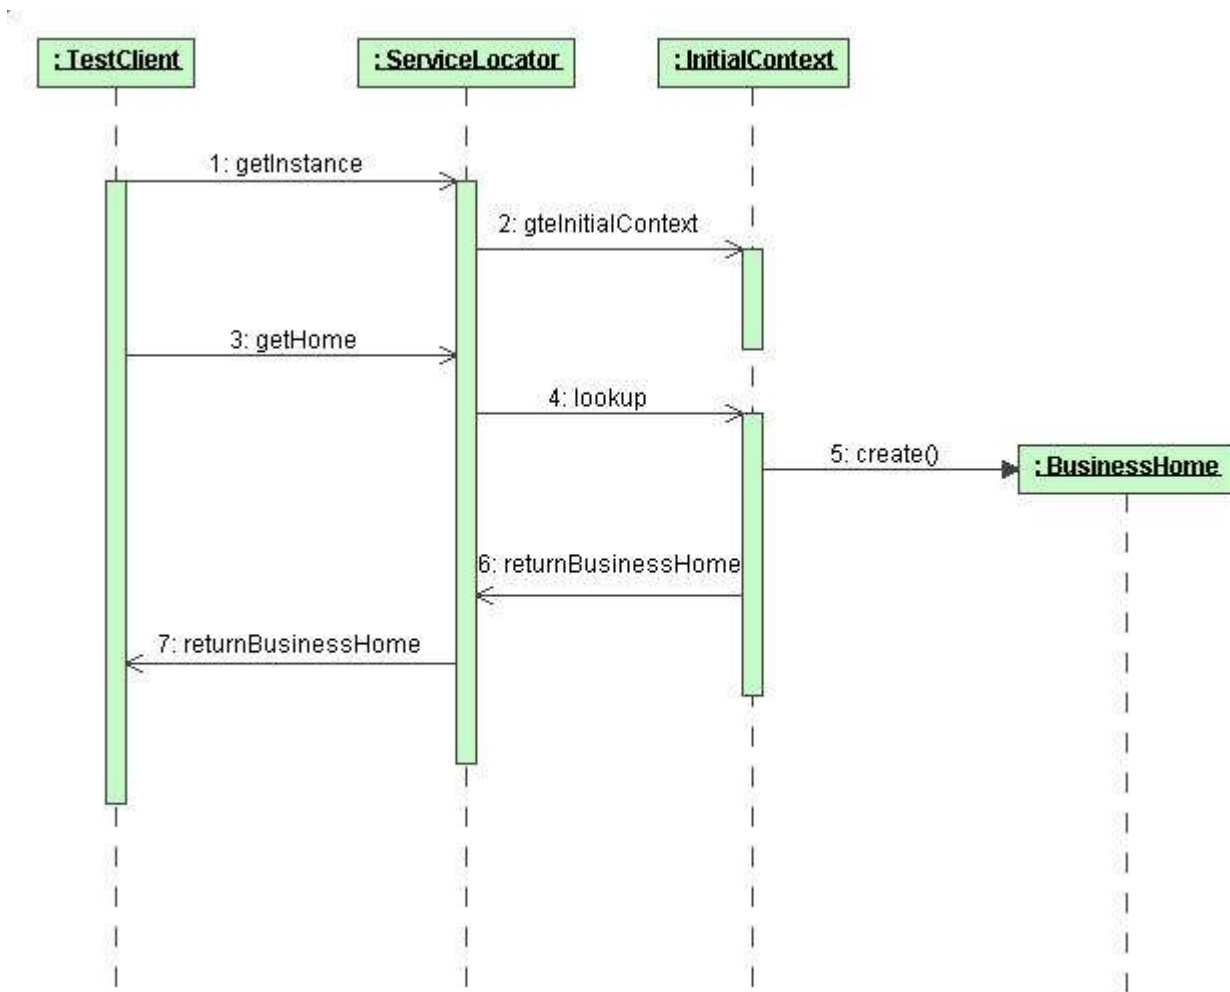 : TestClient
: ServiceLocator
: InitialContext
1: getInstance
2: gteInitialContext
3: getHome
4: lookup
5: create()
: BusinessHome
6: returnBusinessHome
7: returnBusinessHome